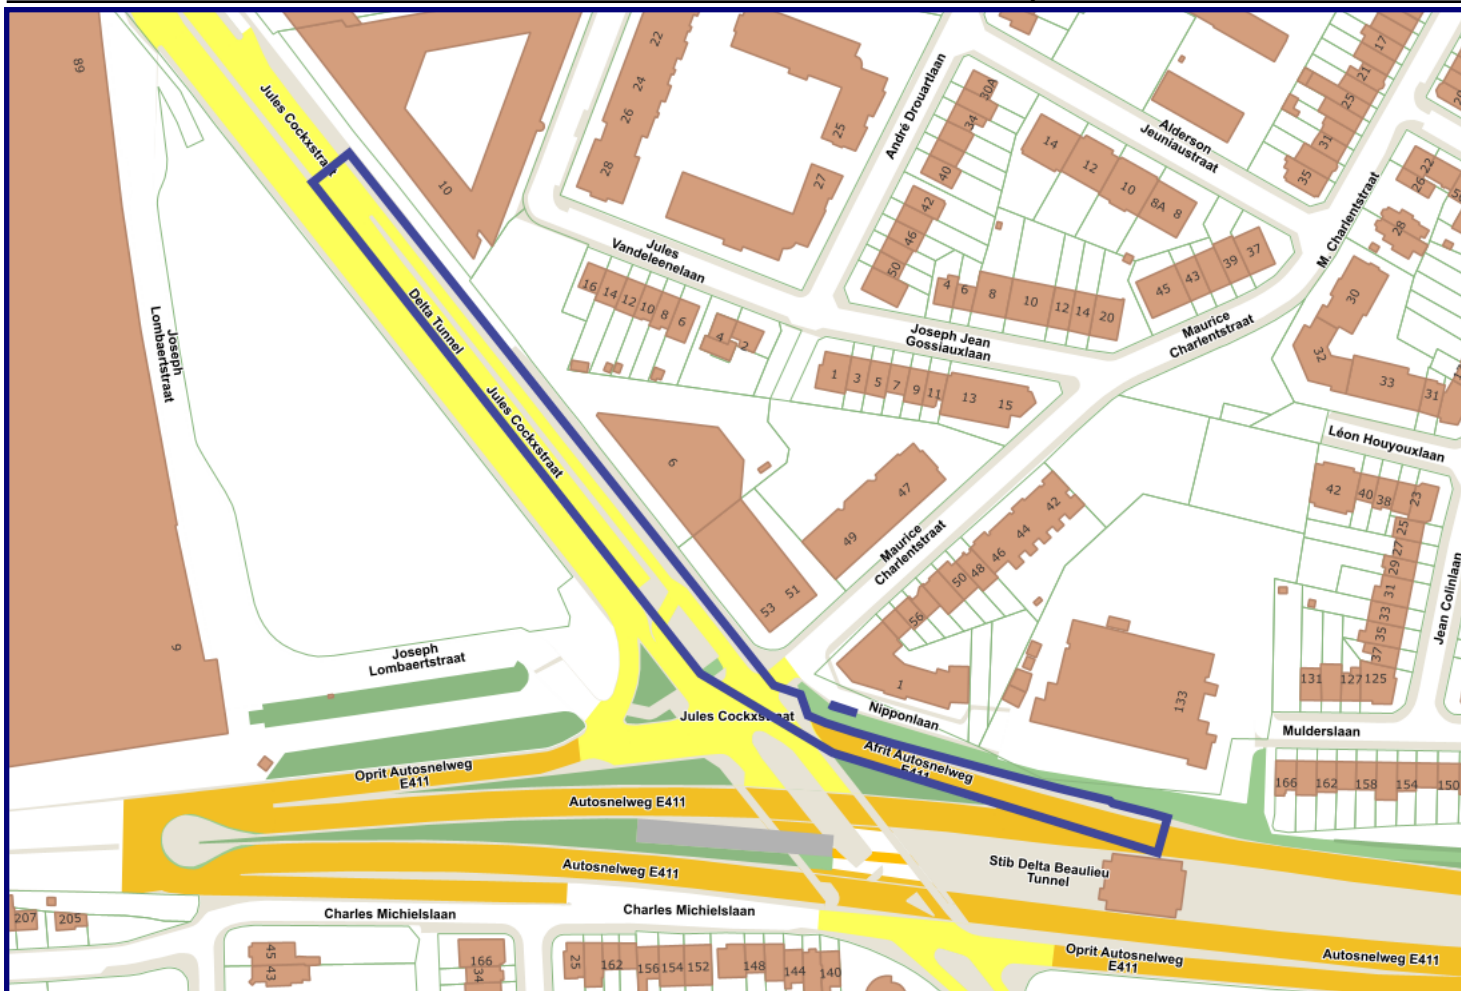 89
22
17
24
21
30A
25
Jules Cockxstraat
André Drouartlaan
26
25
34
Alderson
Jeuniaustraat
14
31
12
22
28
40
26
35
10
27
10
8A
8
42
M. Charlentstraat
28
Jules
Vandeleenelaan
46
39
37
50
43
45
16
14
12
10
8
6
4
6
8
10
12
14
20
30
Joseph
Lombaertstraat
Delta Tunnel
4
2
Joseph Jean
Gossiauxlaan
Maurice
Charlentstraat
32
1
3
5
7
9
11
13
15
33
31
Jules Cockxstraat
Léon Houyouxlaan
6
47
42
40
38
23
42
25
49
44
27
Maurice
Charlentstraat
46
29
48
50
31
51
53
33
56
35
Jean Colinlaan
9
Joseph
Lombaertstraat
37
1
131
127
125
133
Jules Cockxstraat
Nipponlaan
Mulderslaan
Afrit Autosnelweg
E411
Oprit Autosnelweg
E411
166
162
158
154
150
Autosnelweg E411
Autosnelweg E411
Stib Delta Beaulieu
Tunnel
207
205
Charles Michielslaan
Charles Michielslaan
45
43
166
34
25
162
156
154
152
148
144
140
Oprit Autosnelweg
E411
Autosnelweg E411